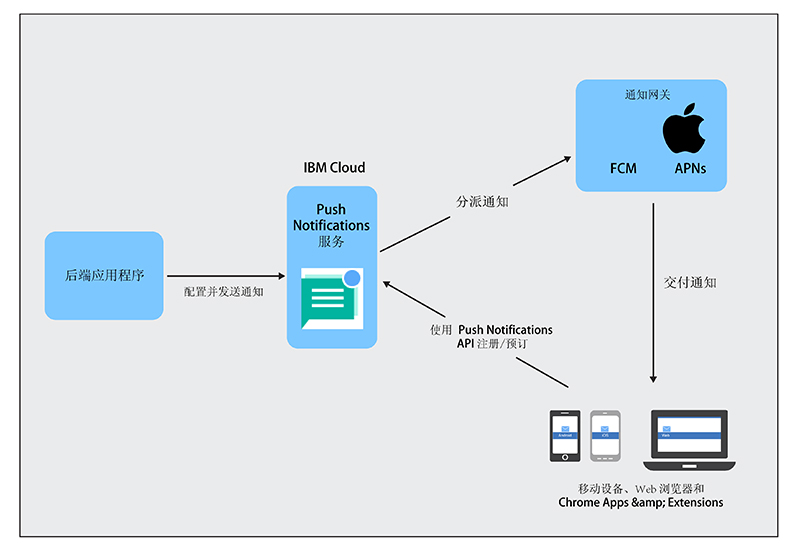 通知网关
FCM
APNs
IBM Cloud
Push
Notifications
服务
分派通知
后端应用程序
配置并发送通知
交付通知
使用 Push Notifications
API 注册/预订
Android
iOS
Web
移动设备、Web 浏览器和
Chrome Apps &amp; Extensions